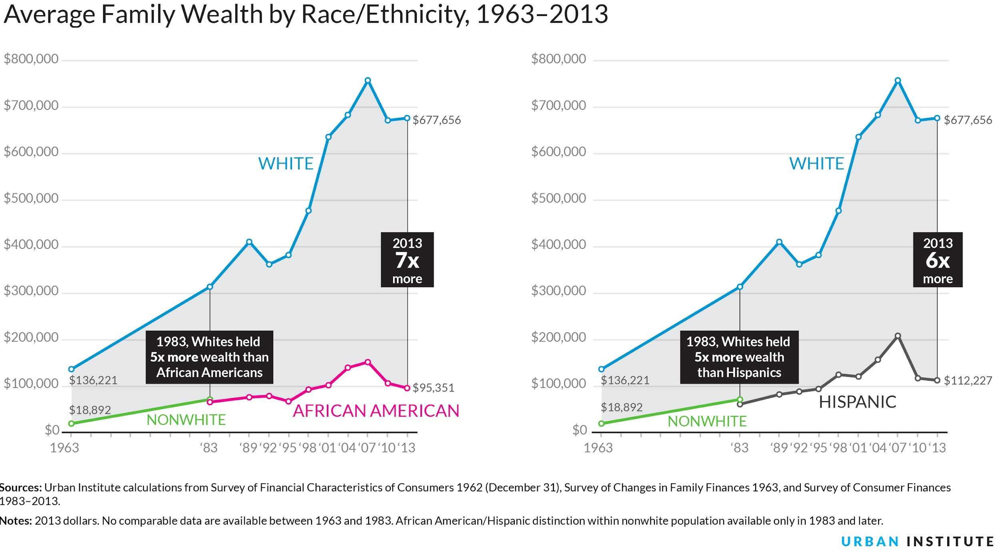 Average Family Wealth by Race/Ethnicity, 1963–2013
$800,000
$700,000
$600,000
$500,000
$400,000
$300,000
$200,000
$100,000
$0
WHITE
$677,656
2013
7x
more
1983, Whites held
5x more wealth than
African Americans
$136,221
$18,892
NONWHITE
AFRICAN AMERICAN
$95,351
1963 ‘83 ‘89 ‘92 ‘95 ‘98 ‘01 ‘04 ‘07 ‘10 ‘13
$800,000
$700,000
$600,000
$500,000
$400,000
$300,000
$200,000
$100,000
$0
WHITE
$677,656
2013
6x
more
1983, Whites held
5x more wealth
than Hispanics
$136,221
$18,892
NONWHITE
HISPANIC
$112,227
1963 ‘83 ‘89 ‘92 ‘95 ‘98 ‘01 ‘04 ‘07 ‘10 ‘13
Sources: Urban Institute calculations from Survey of Financial Characteristics of Consumers 1962 (December 31), Survey of Changes in Family Finances 1963, and Survey of Consumer Finances
1983–2013.
Notes: 2013 dollars. No comparable data are available between 1963 and 1983. African American/Hispanic distinction within nonwhite population available only in 1983 and later.
URBAN INSTITUTE